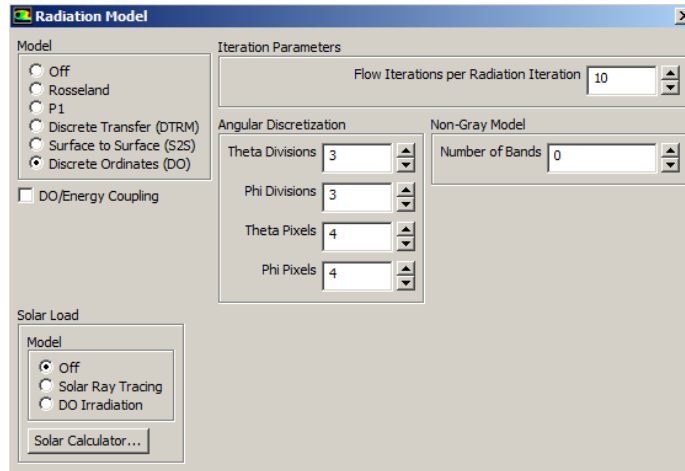 Radiation Model
Model
Off
Rosseland
P1
Discrete Transfer (DTRM)
Surface to Surface (S2S)
Discrete Ordinates (DO)
DO/Energy Coupling
Iteration Parameters
Flow Iterations per Radiation Iteration 10
Angular Discretization
Theta Divisions 3
Phi Divisions 3
Theta Pixels 4
Phi Pixels 4
Non-Gray Model
Number of Bands 0
Solar Load
Model
Off
Solar Ray Tracing
DO Irradiation
Solar Calculator...